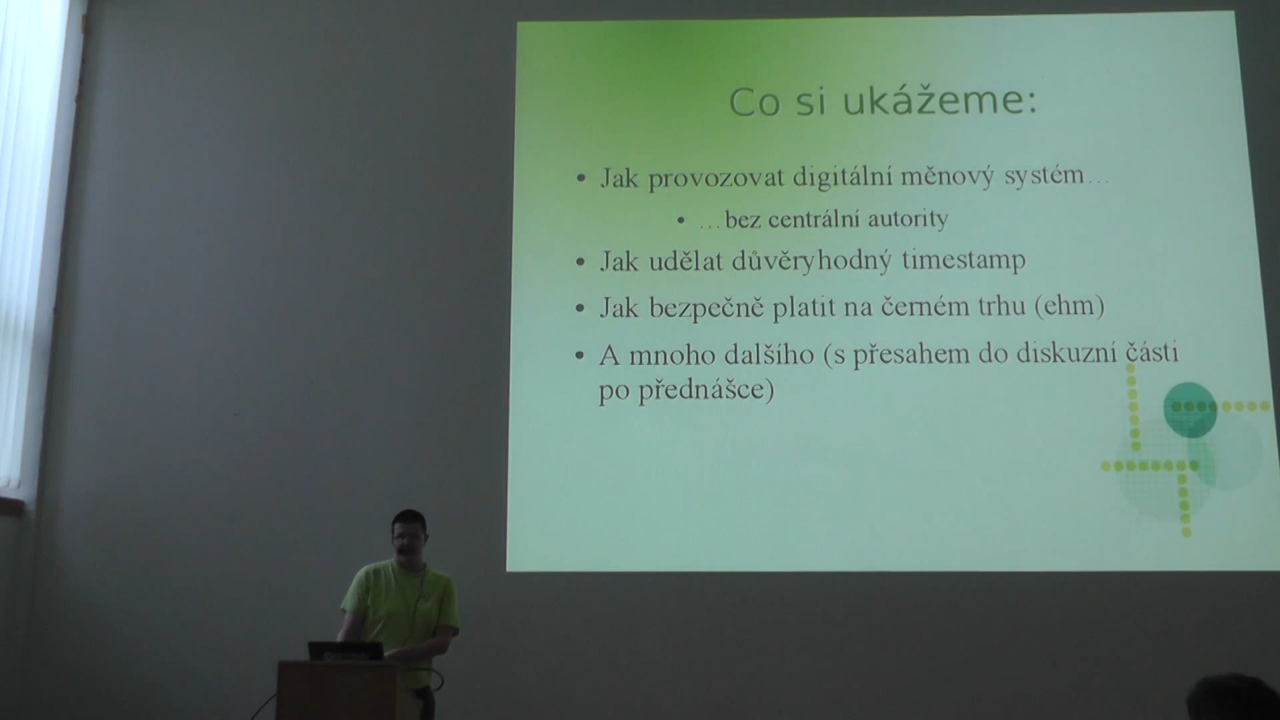 Co si ukážeme:
• Jak provozovat digitální měnový systém…
• …bez centrální autority
• Jak udělat důvěryhodný timestamp
• Jak bezpečně platit na černém trhu (ehm)
• A mnoho dalšího (s přesahem do diskuzní části
po přednášce)